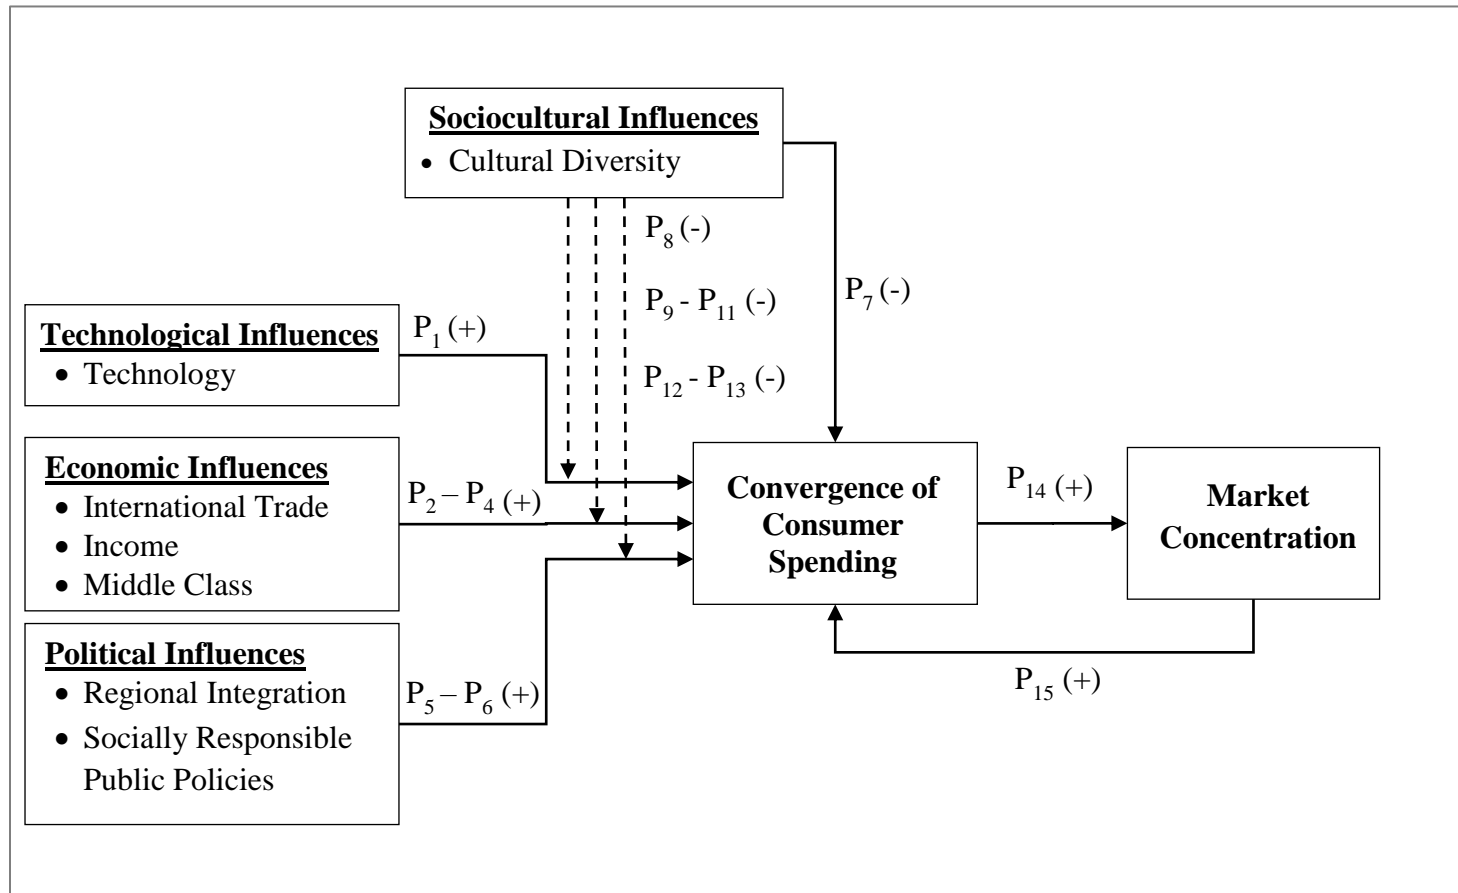 Sociocultural Influences
• Cultural Diversity
P8 (-)
P9 - P11 (-)
P12 - P13 (-)
P7 (-)
Technological Influences
• Technology
P1 (+)
Economic Influences
• International Trade
• Income
• Middle Class
P2 – P4 (+)
Political Influences
• Regional Integration
• Socially Responsible
Public Policies
P5 – P6 (+)
Convergence of
Consumer
Spending
P14 (+)
Market
Concentration
P15 (+)